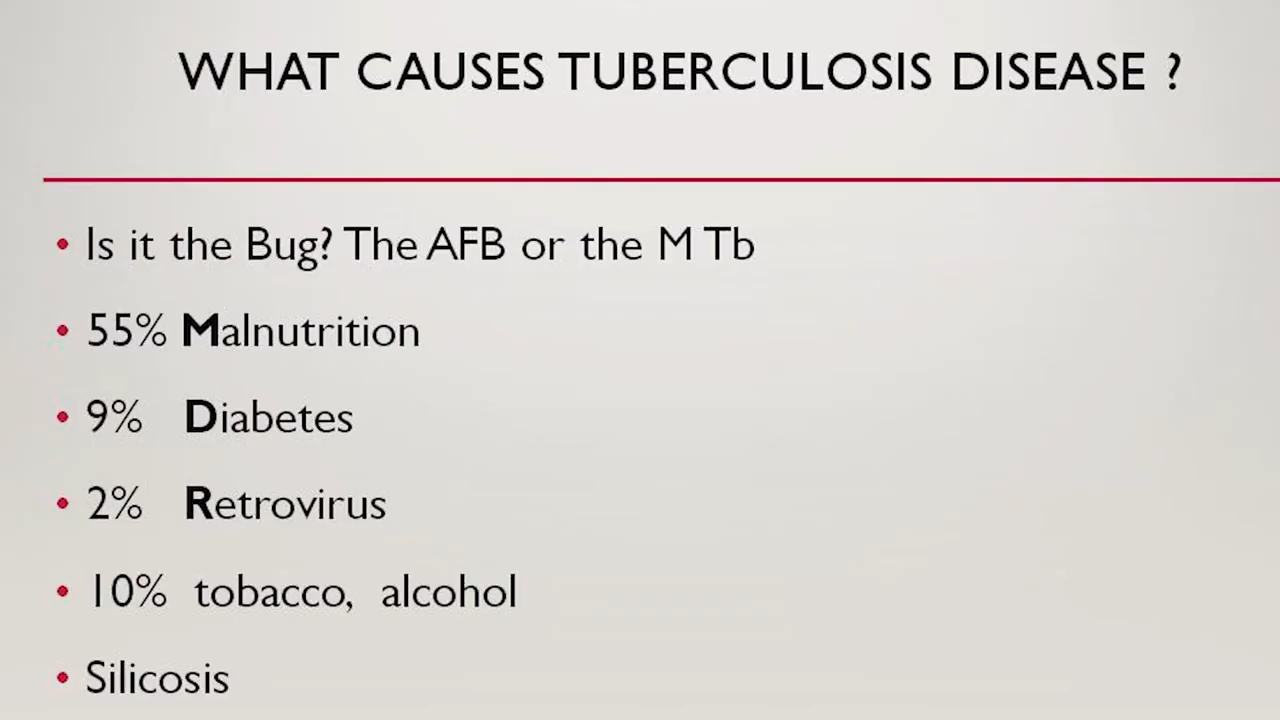 WHAT CAUSES TUBERCULOSIS DISEASE ?
• Is it the Bug? The AFB or the M Tb
• 55% Malnutrition
• 9% Diabetes
• 2% Retrovirus
• 10% tobacco, alcohol
• Silicosis